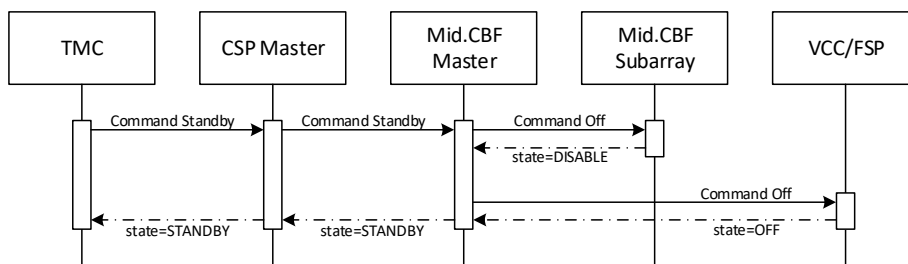 TMC
CSP Master
Mid.CBF
Master
Mid.CBF
Subarray
VCC/FSP
Command Standby
Command Standby
Command Off
state=DISABLE
Command Off
state=STANDBY
state=STANDBY
state=OFF